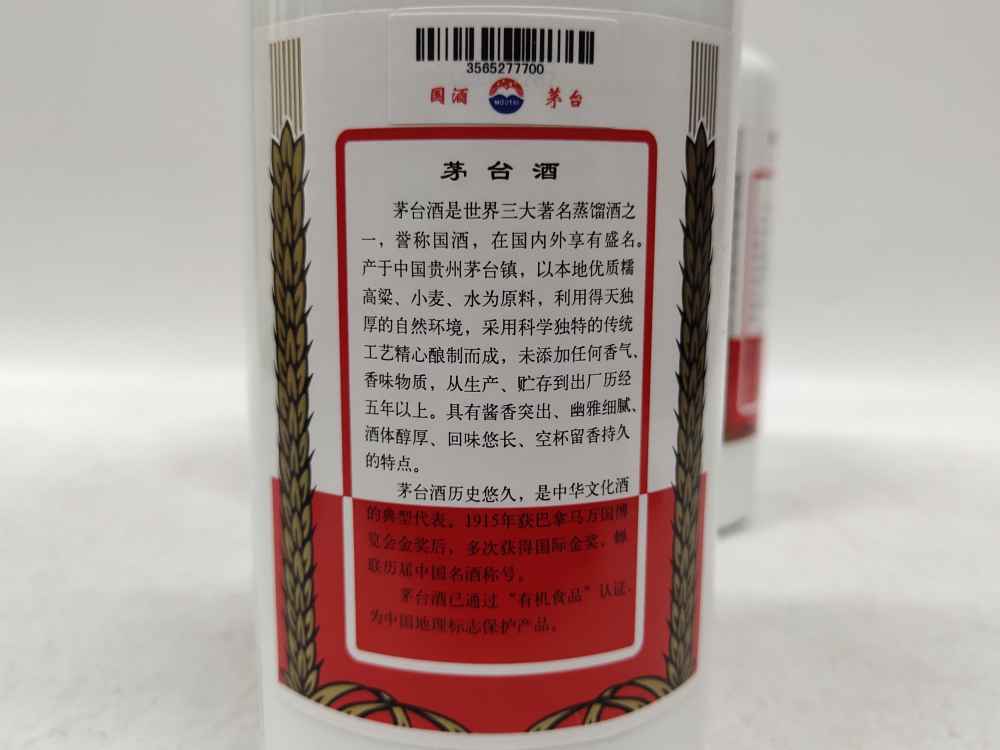 3565277700
国酒 MOUTAI 茅台
茅台酒
茅台酒是世界三大著名蒸馏酒之
一，誉称国酒，在国内外享有盛名。
产于中国贵州茅台镇，以本地优质糯
高粱、小麦、水为原料，利用得天独
厚的自然环境，采用科学独特的传统
工艺精心酿制而成，未添加任何香气、
香味物质，从生产、贮存到出厂历经
五年以上。具有酱香突出、幽雅细腻、
酒体醇厚、回味悠长、空杯留香持久
的特点。
茅台酒历史悠久，是中华文化酒
的典型代表。1915年获巴拿马万国博
览会金奖后，多次获得国际金奖，蝉
联历届中国名酒称号。
茅台酒已通过“有机食品”认证，
为中国地理标志保护产品。